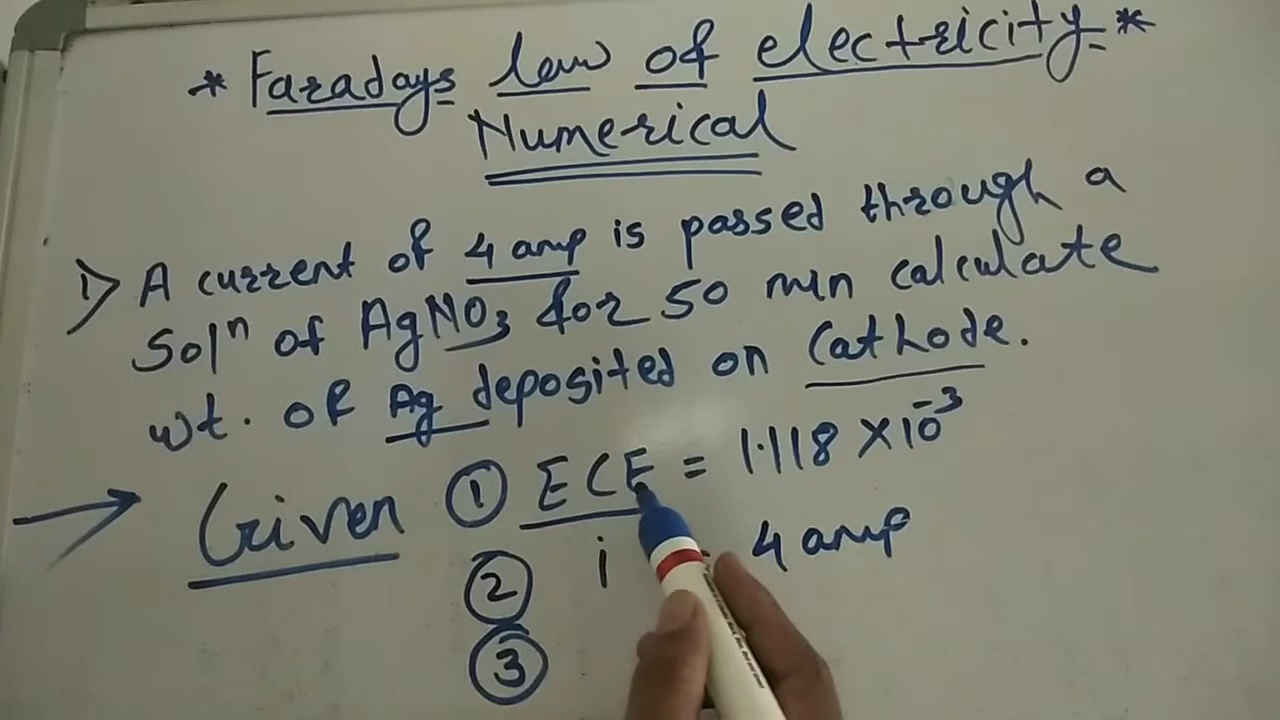 * Faradays law of electricity *
Numerical
1) A current of 4 amp is passed through a
Solⁿ of AgNO₃ for 50 min calculate
wt. of Ag deposited on Cathode.
→ Given ① ECE = 1.118 × 10⁻³
② i = 4 amp
③